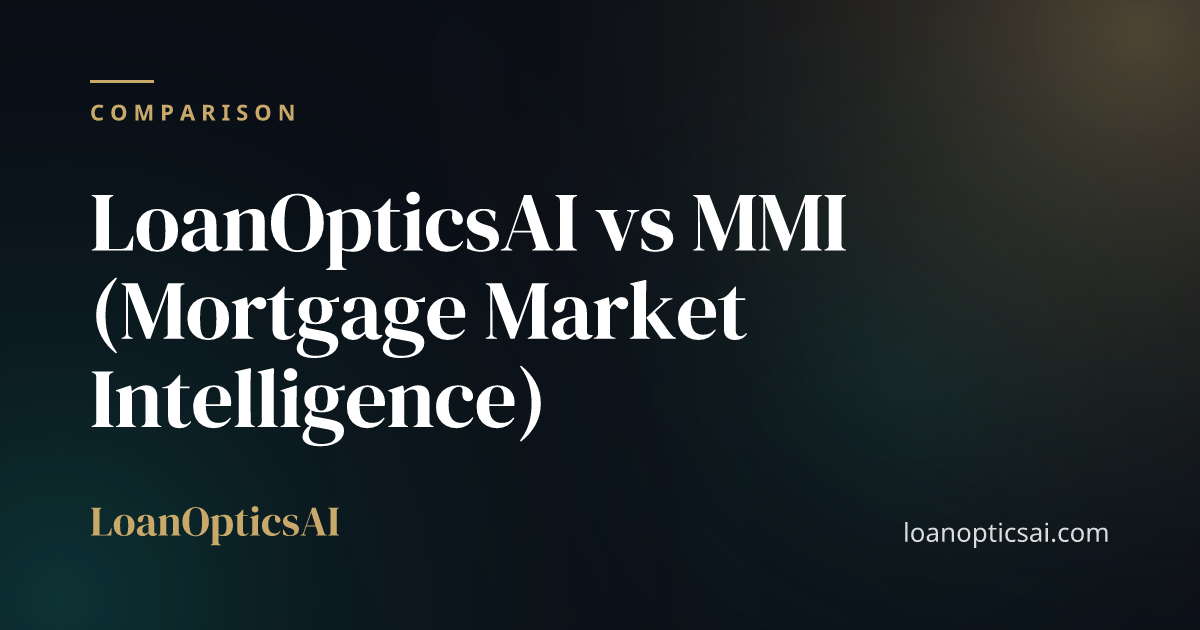 COMPARISON
LoanOpticsAI vs MMI
(Mortgage Market
Intelligence)
LoanOpticsAI
loanopticsai.com